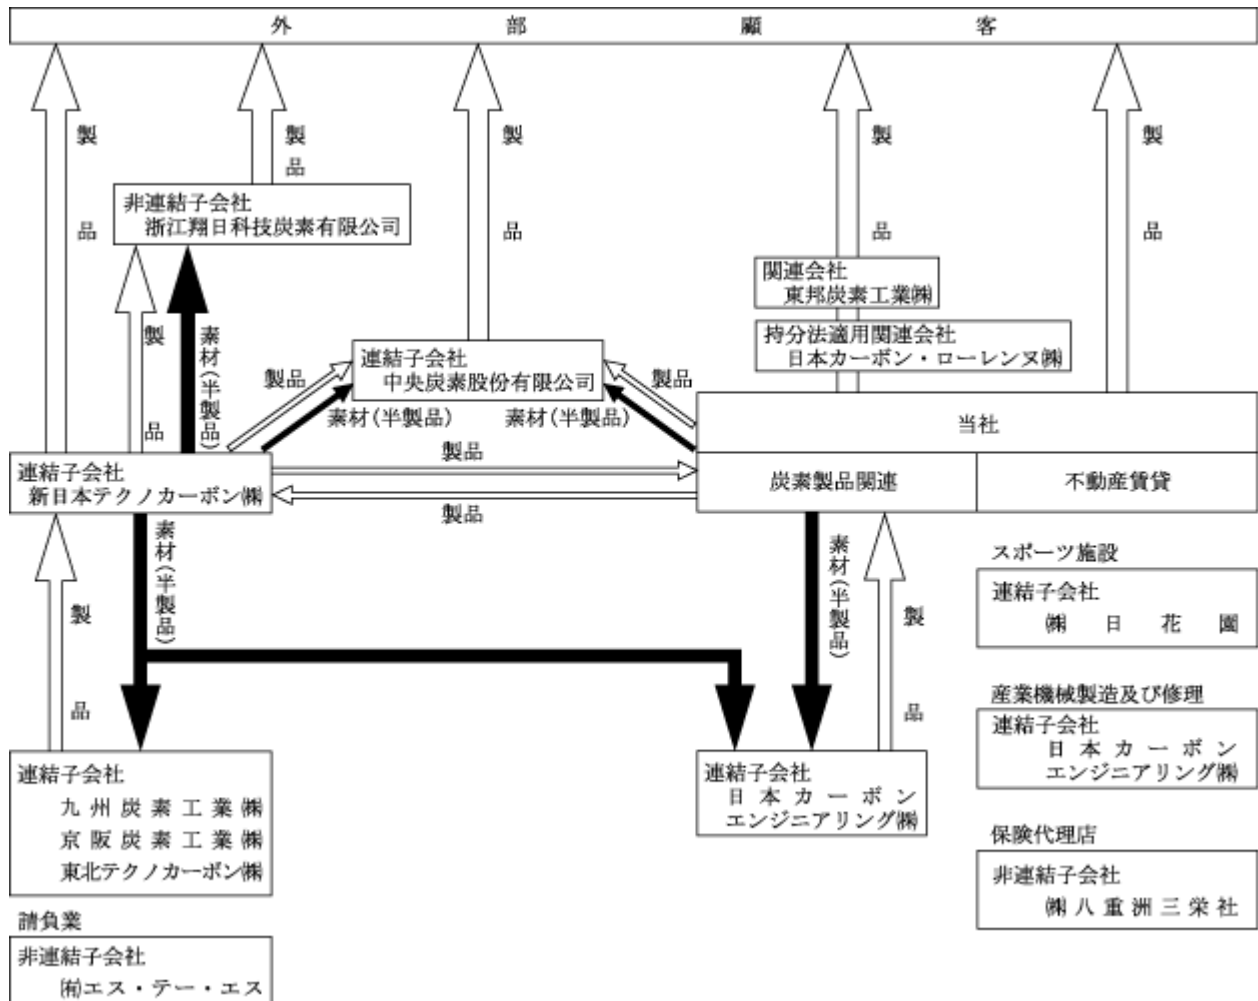 外部顧客
製品
製品
製品
製品
製品
非連結子会社
浙江翔日科技炭素有限公司
関連会社
東邦炭素工業㈱
持分法適用関連会社
日本カーボン・ローレンヌ㈱
製品
素材(半製品)
連結子会社
中央炭素股份有限公司
製品
製品
素材(半製品)
素材(半製品)
当社
炭素製品関連
不動産賃貸
製品
製品
連結子会社
新日本テクノカーボン㈱
素材(半製品)
製品
素材(半製品)
製品
スポーツ施設
連結子会社
㈱日花園
産業機械製造及び修理
連結子会社
日本カーボン
エンジニアリング㈱
連結子会社
九州炭素工業㈱
京阪炭素工業㈱
東北テクノカーボン㈱
連結子会社
日本カーボン
エンジニアリング㈱
保険代理店
非連結子会社
㈱八重洲三栄社
請負業
非連結子会社
㈲エス・テー・エス